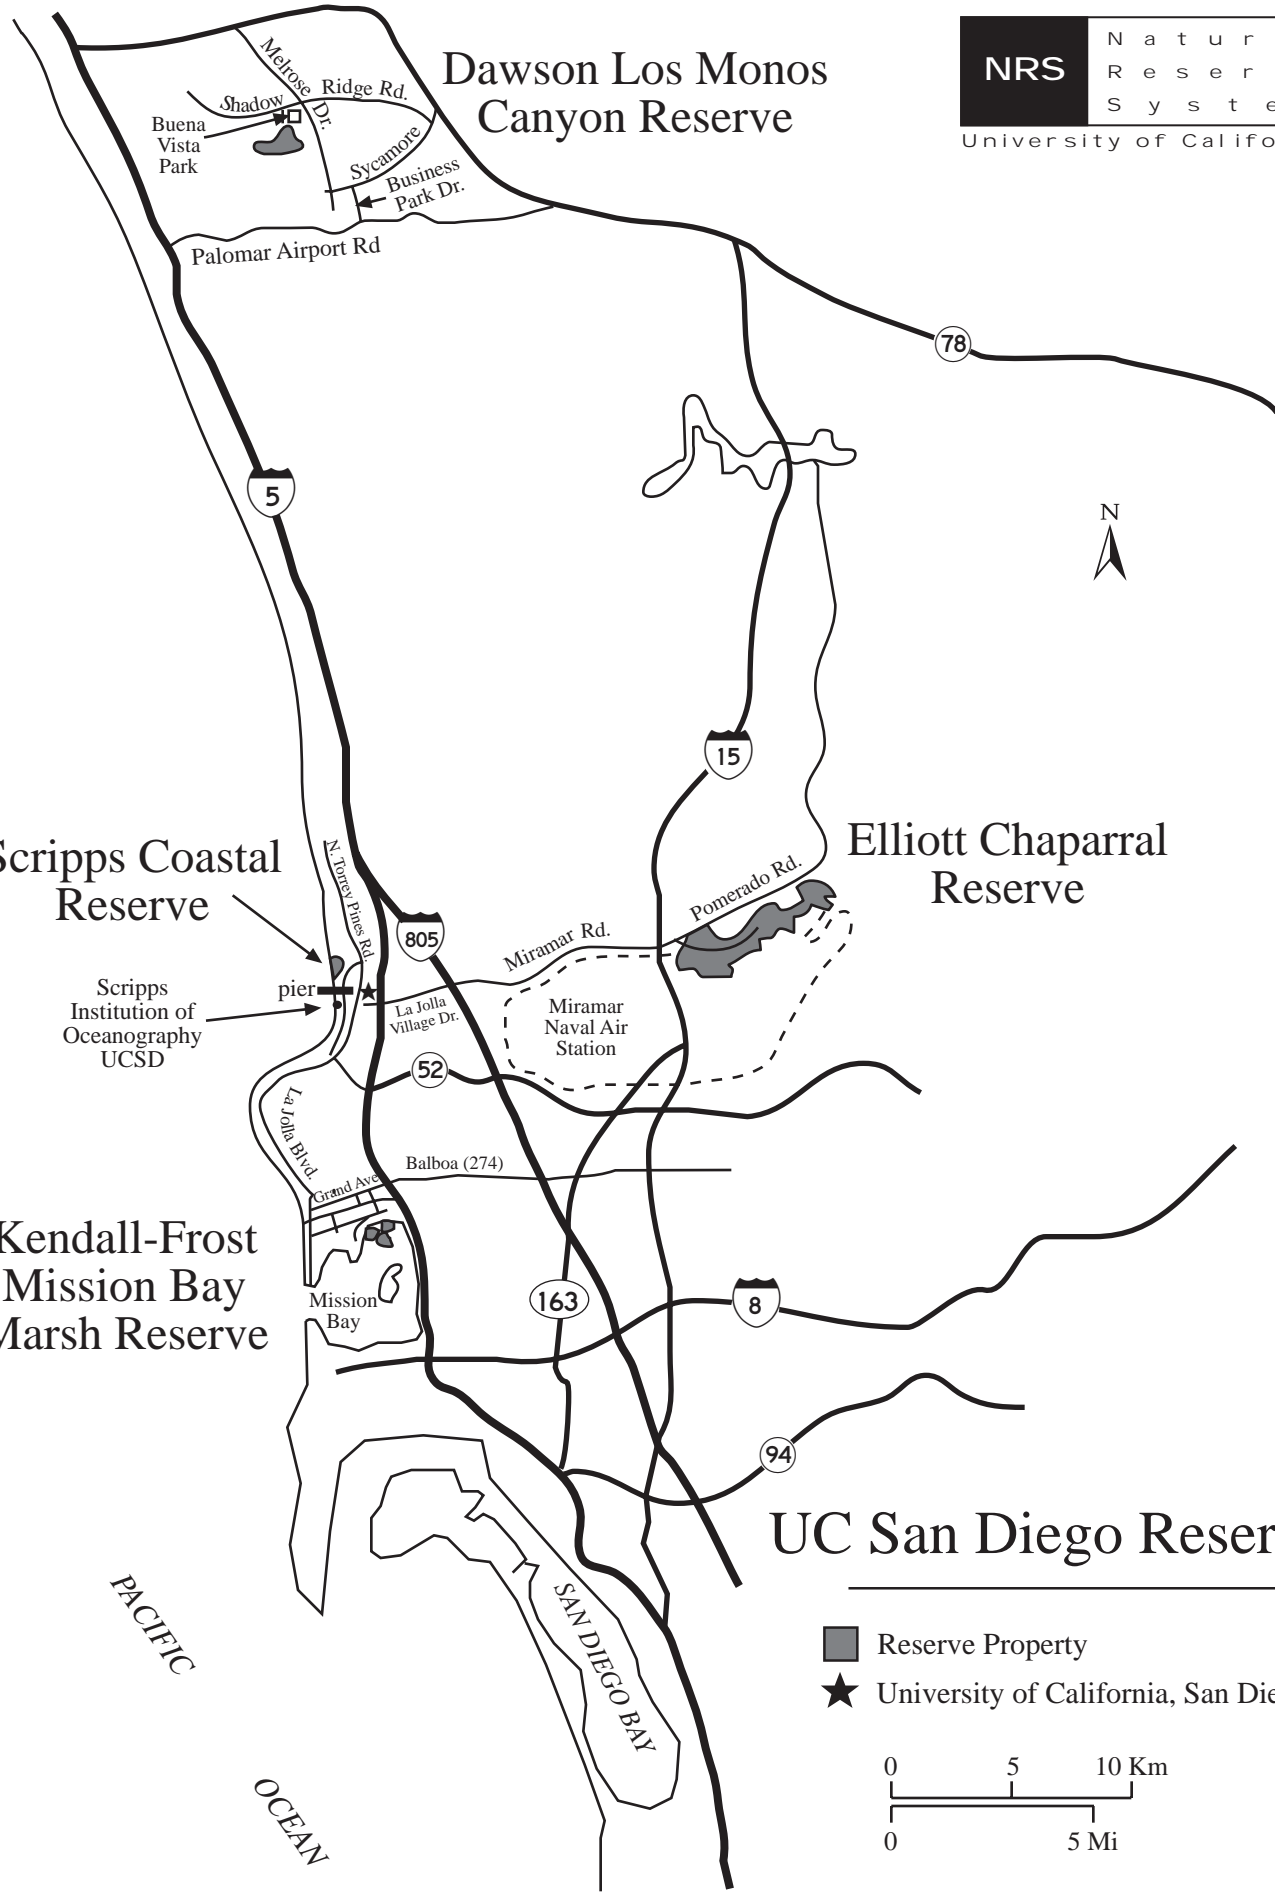 Dawson Los Monos
Canyon Reserve
NRS
Natur
Reser
Syste
University of Califo
Melrose Dr.
Shadow Ridge Rd.
Buena
Vista
Park
Sycamore
Business
Park Dr.
Palomar Airport Rd
78
5
N
15
Scripps Coastal
Reserve
N. Torrey Pines Rd.
805
Elliott Chaparral
Reserve
Pomerado Rd.
Miramar Rd.
pier
Scripps
Institution of
Oceanography
UCSD
La Jolla
Village Dr.
Miramar
Naval Air
Station
52
La Jolla Blvd.
Balboa (274)
Grand Ave
Kendall-Frost
Mission Bay
Marsh Reserve
Mission
Bay
163
8
94
UC San Diego Reser
PACIFIC
OCEAN
SAN DIEGO BAY
Reserve Property
University of California, San Die
0 5 10 Km
0 5 Mi